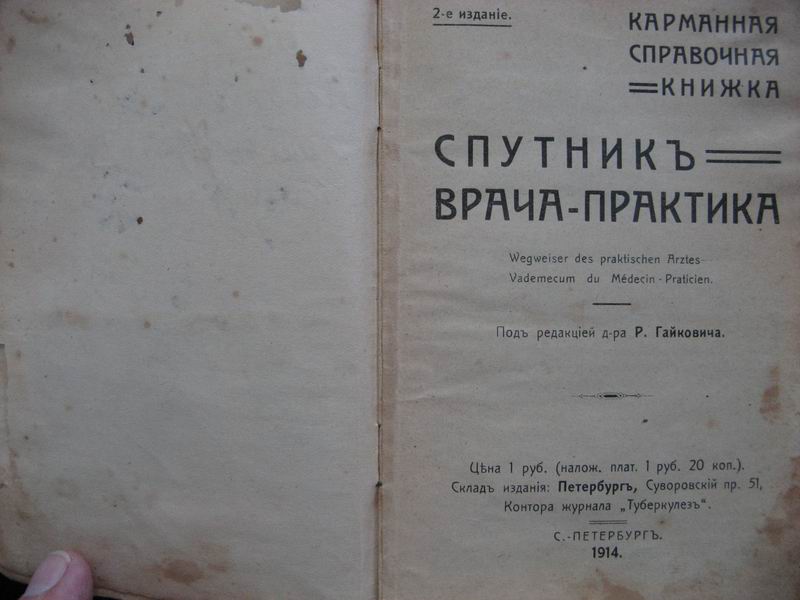 2-е изданіе.
КАРМАННАЯ
СПРАВОЧНАЯ
КНИЖКА
СПУТНИКЪ
ВРАЧА-ПРАКТИКА
Wegweiser des praktischen Arztes
Vademecum du Médecin-Praticien.
Подъ редакціей д-ра Р. Гайковича.
Цѣна 1 руб. (налож. плат. 1 руб. 20 коп.).
Складъ изданія: Петербургъ, Суворовскій пр. 51,
Контора журнала „Туберкулезъ“.
С.-ПЕТЕРБУРГЪ.
1914.